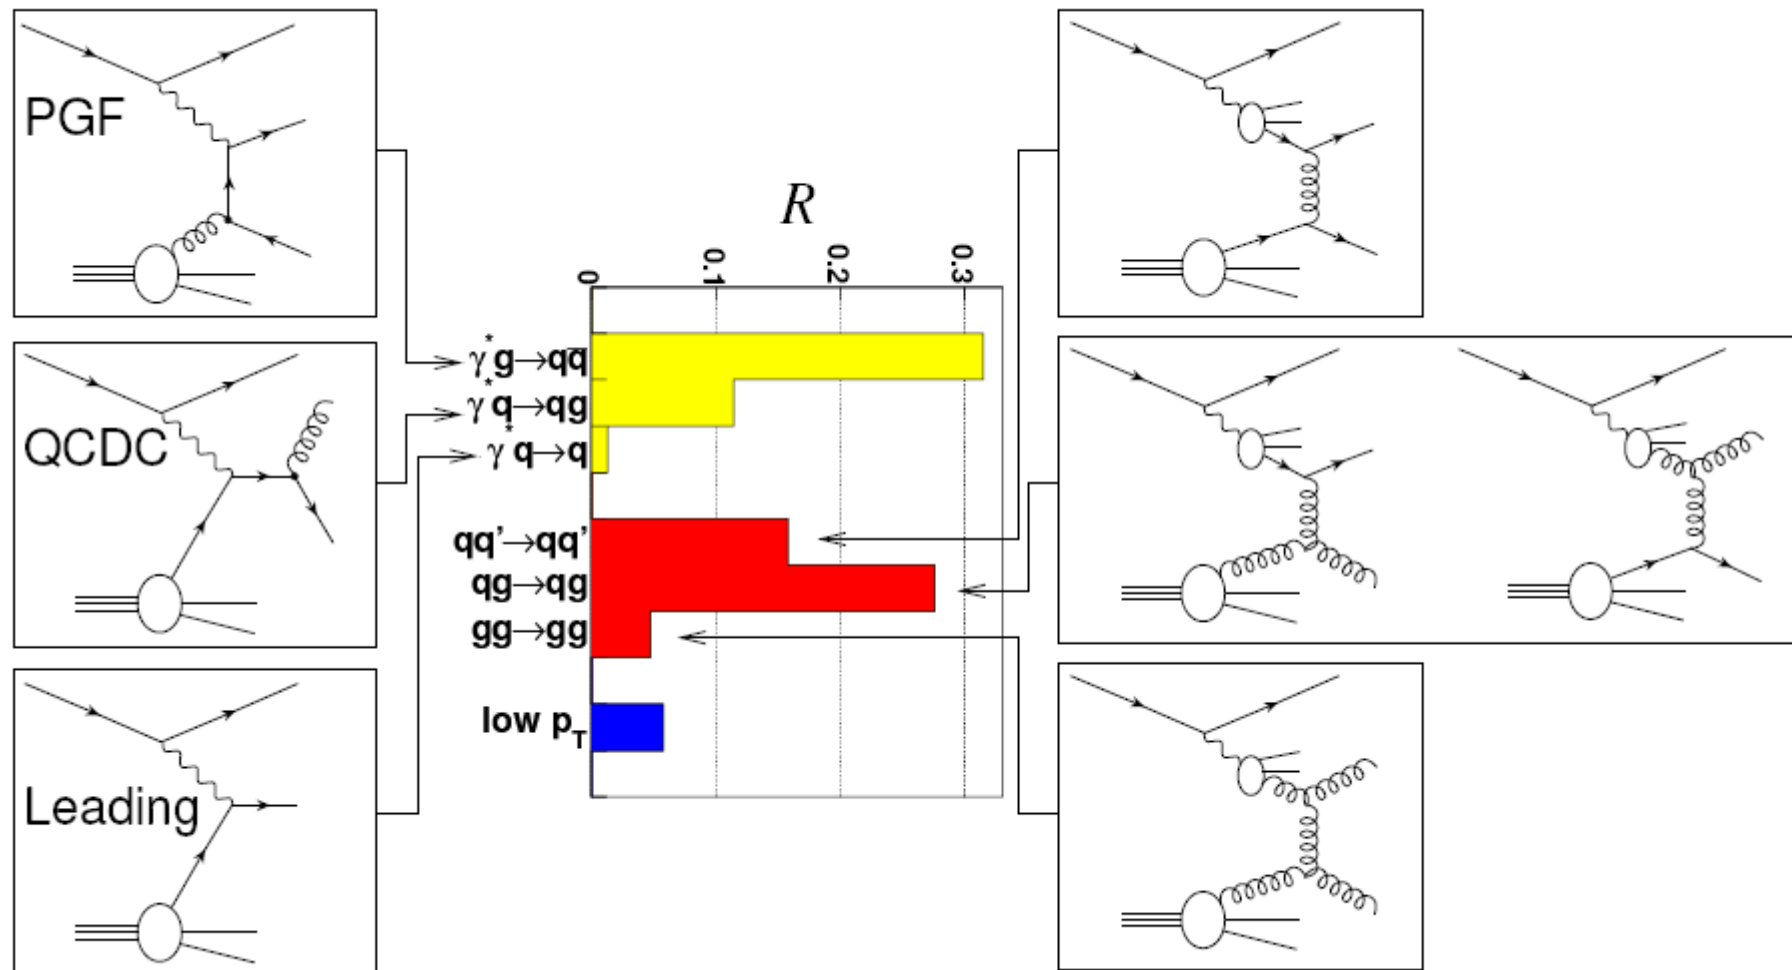 PGF
QCDC
Leading
R
0 0.1 0.2 0.3
γ*g→qq̅
γ*q→qg
γ*q→q
qq'→qq'
qg→qg
gg→gg
low pT